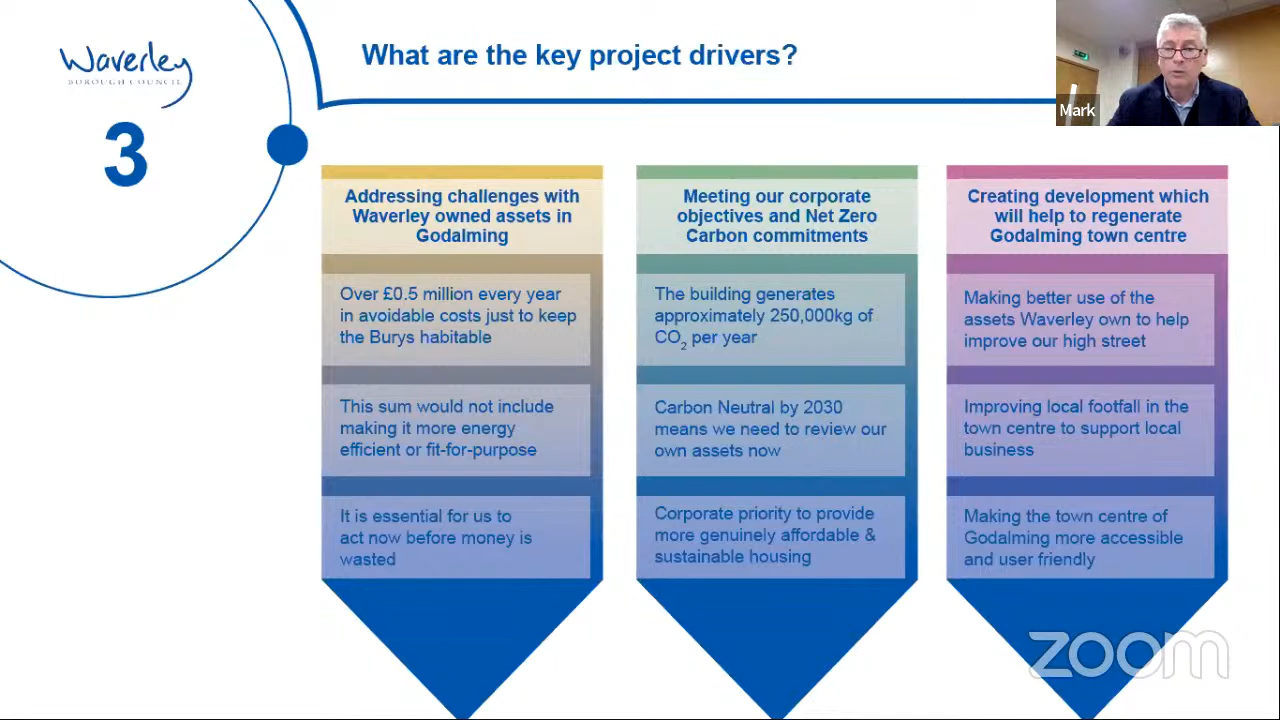 Waverley
BOROUGH COUNCIL
3
What are the key project drivers?
Mark
Addressing challenges with
Waverley owned assets in
Godalming
Over £0.5 million every year
in avoidable costs just to keep
the Burys habitable
This sum would not include
making it more energy
efficient or fit-for-purpose
It is essential for us to
act now before money is
wasted
Meeting our corporate
objectives and Net Zero
Carbon commitments
The building generates
approximately 250,000kg of
CO₂ per year
Carbon Neutral by 2030
means we need to review our
own assets now
Corporate priority to provide
more genuinely affordable &
sustainable housing
Creating development which
will help to regenerate
Godalming town centre
Making better use of the
assets Waverley own to help
improve our high street
Improving local footfall in the
town centre to support local
business
Making the town centre of
Godalming more accessible
and user friendly
zoom